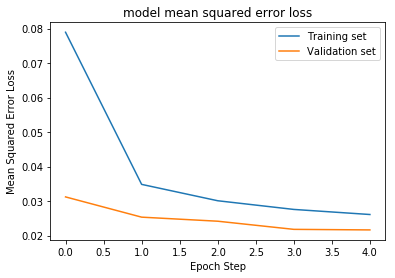 model mean squared error loss
0.08
0.07
0.06
0.05
0.04
0.03
0.02
Mean Squared Error Loss
Training set
Validation set
0.0 0.5 1.0 1.5 2.0 2.5 3.0 3.5 4.0
Epoch Step